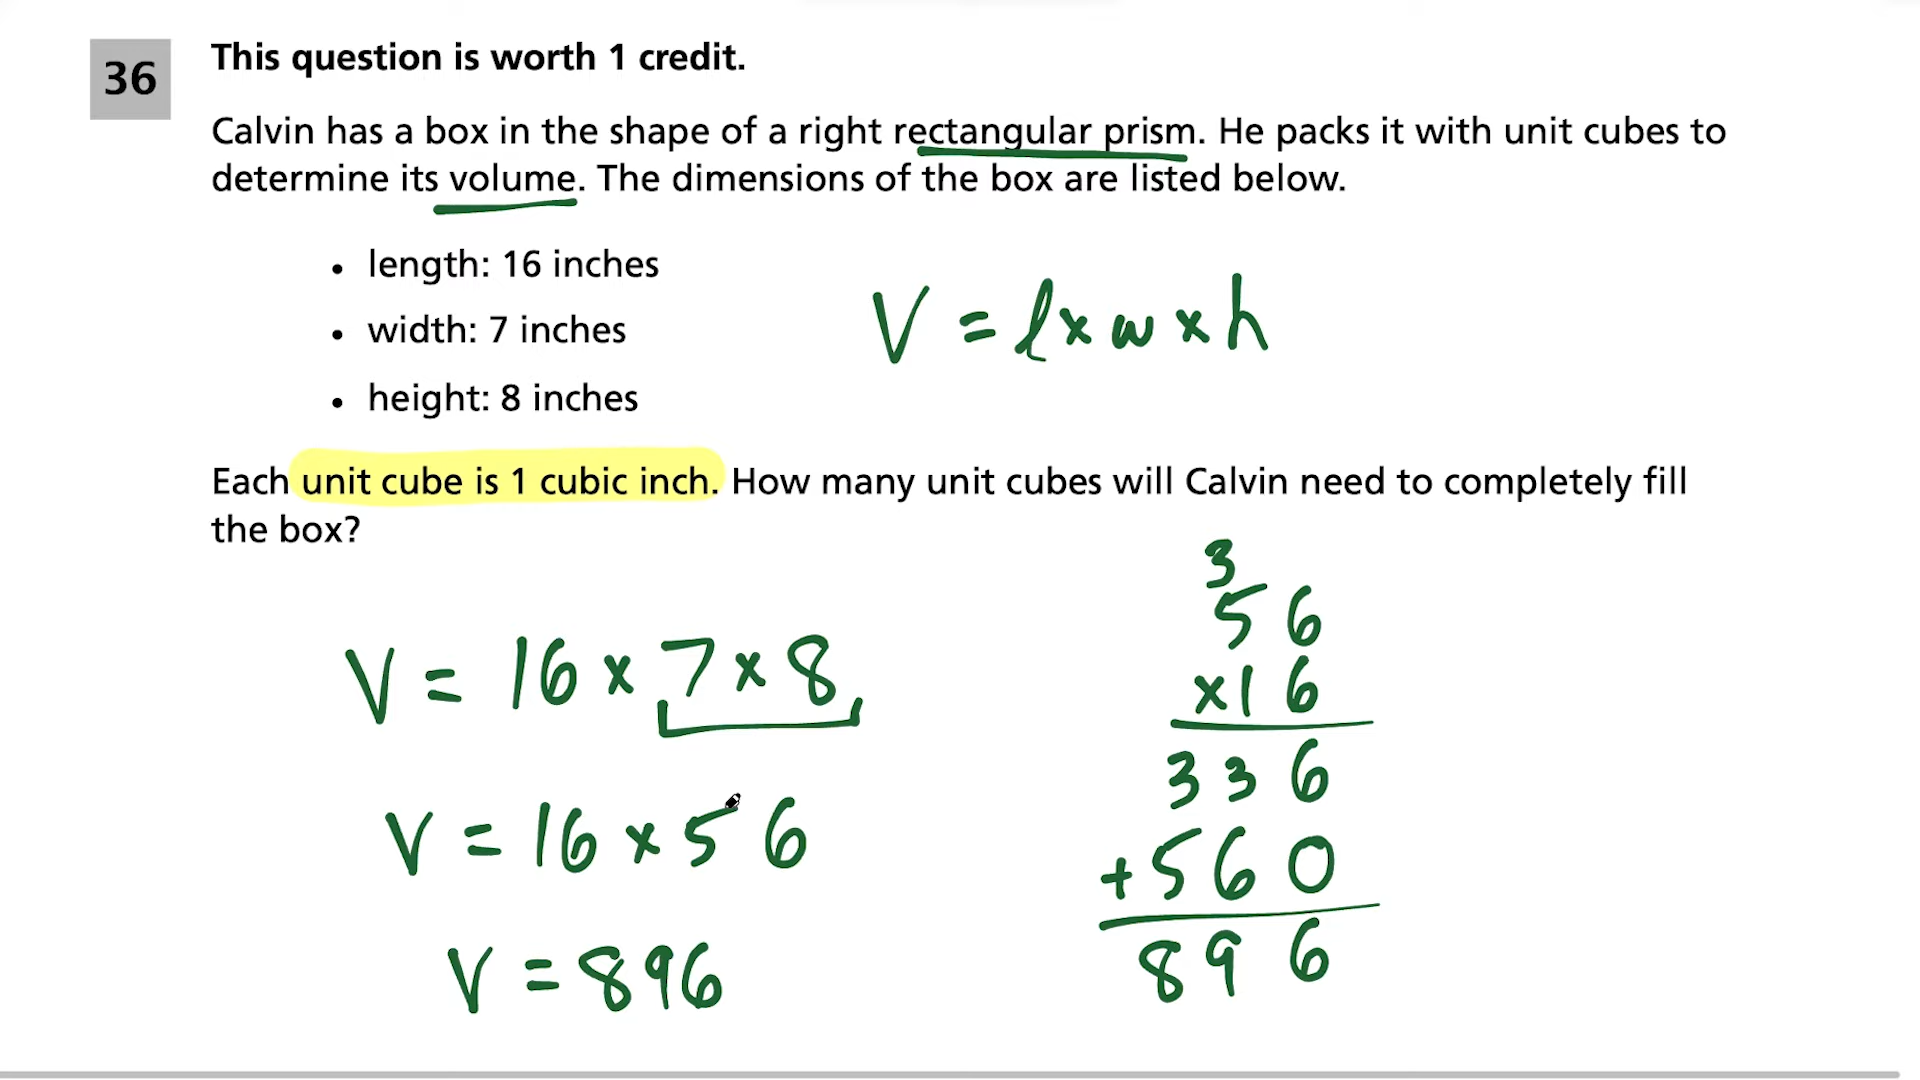 36
This question is worth 1 credit.
Calvin has a box in the shape of a right rectangular prism. He packs it with unit cubes to
determine its volume. The dimensions of the box are listed below.
• length: 16 inches
• width: 7 inches
• height: 8 inches
V = l x w x h
Each unit cube is 1 cubic inch. How many unit cubes will Calvin need to completely fill
the box?
V = 16 x 7 x 8
V = 16 x 56
V = 896
3
56
x16
336
+560
896